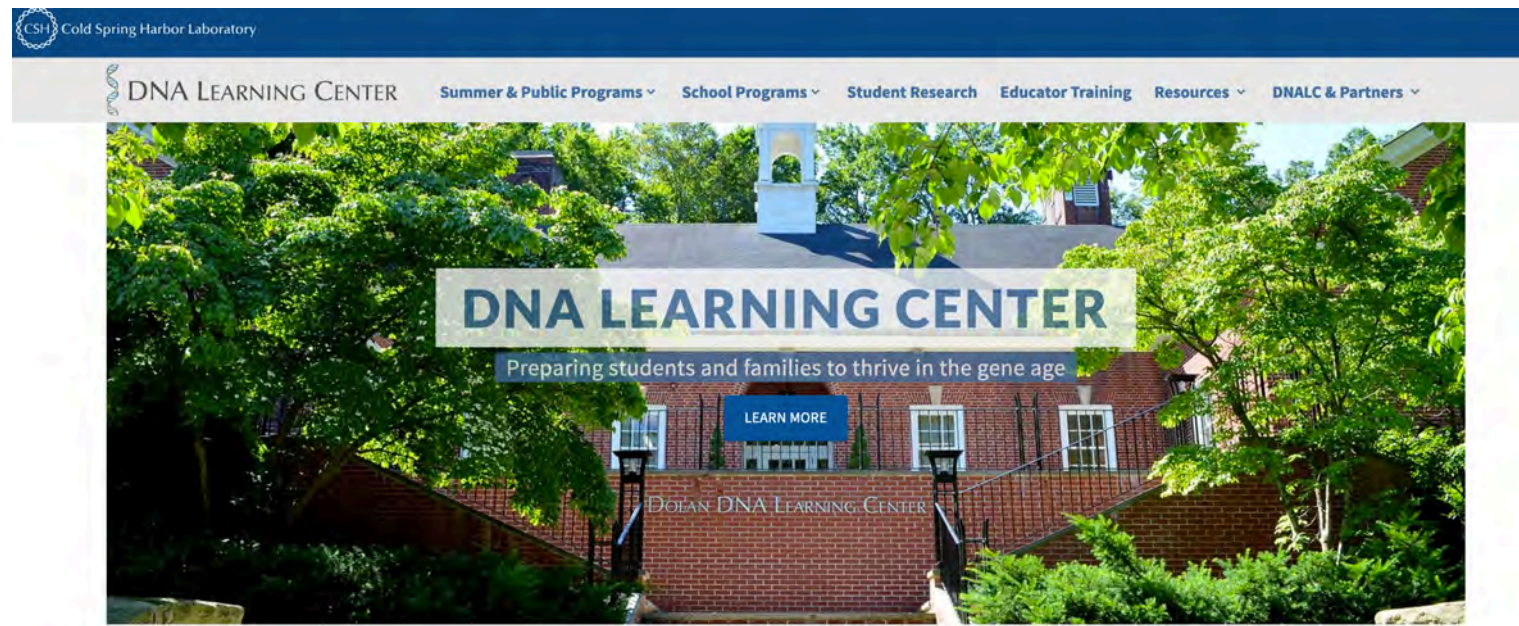 CSH Cold Spring Harbor Laboratory
DNA LEARNING CENTER Summer & Public Programs School Programs Student Research Educator Training Resources DNALC & Partners
DNA LEARNING CENTER
Preparing students and families to thrive in the gene age
LEARN MORE
DOLAN DNA LEARNING CENTER